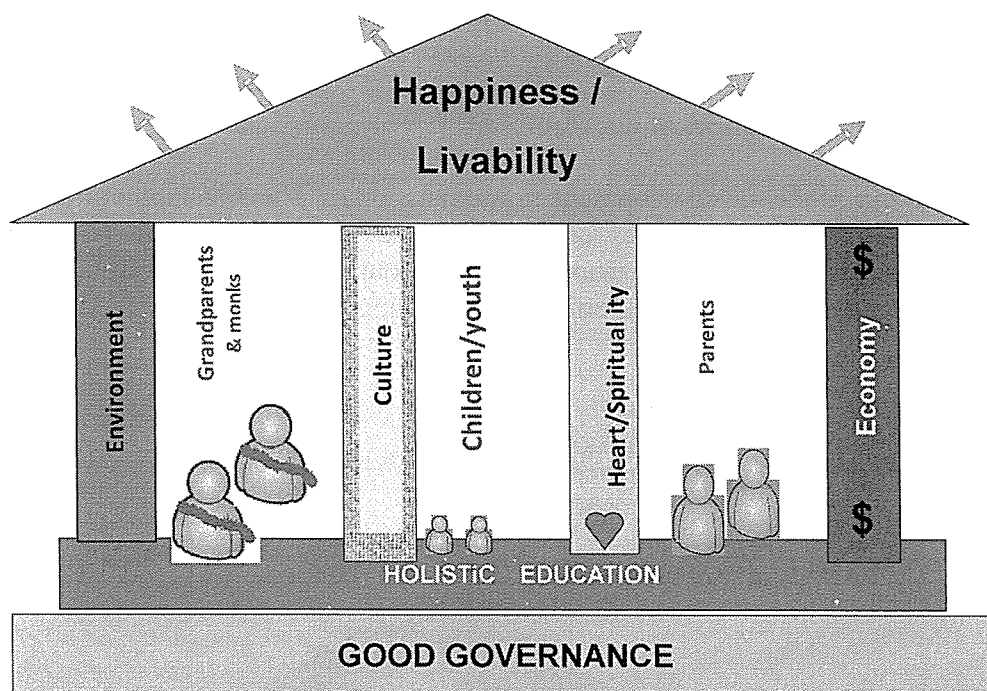 Happiness /
Livability
Environment
Grandparents
& monks
Culture
Children/youth
Heart/Spiritual ity
Parents
$ Economy $
HOLISTiC EDUCATION
GOOD GOVERNANCE